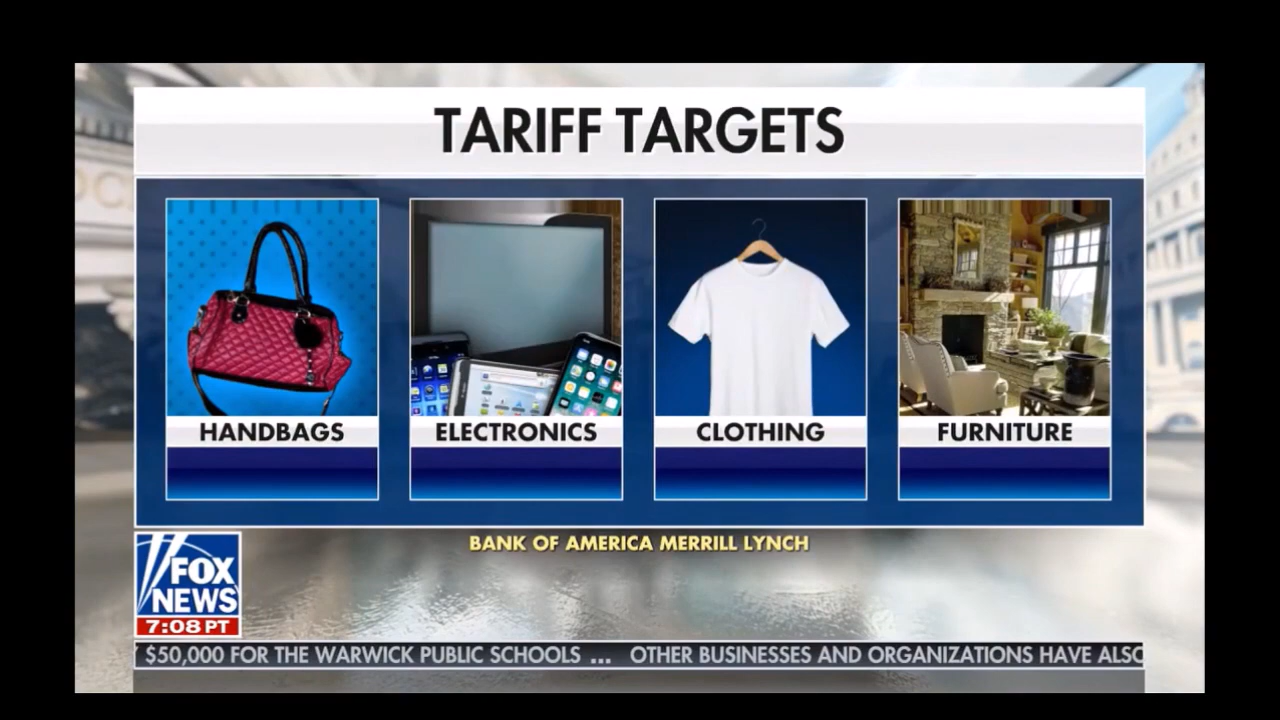 TARIFF TARGETS
HANDBAGS
ELECTRONICS
CLOTHING
FURNITURE
BANK OF AMERICA MERRILL LYNCH
FOX
NEWS
7:08 PT
$50,000 FOR THE WARWICK PUBLIC SCHOOLS ... OTHER BUSINESSES AND ORGANIZATIONS HAVE ALSO